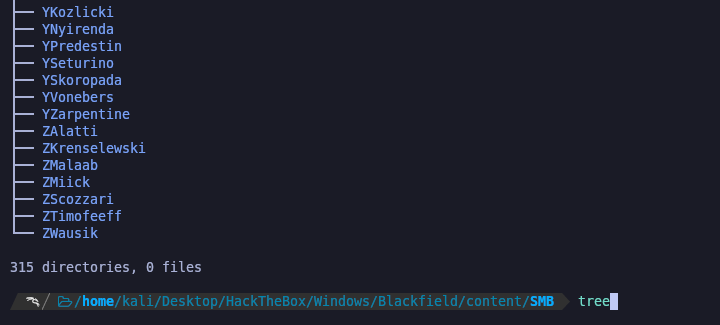 ├── YKozlicki
├── YNyirenda
├── YPredestin
├── YSeturino
├── YSkoropada
├── YVonebers
├── YZarpentine
├── ZAlatti
├── ZKrenselewski
├── ZMalaab
├── ZMiick
├── ZScozzari
├── ZTimofeeff
└── ZWausik
315 directories, 0 files
/home/kali/Desktop/HackTheBox/Windows/Blackfield/content/SMB tree